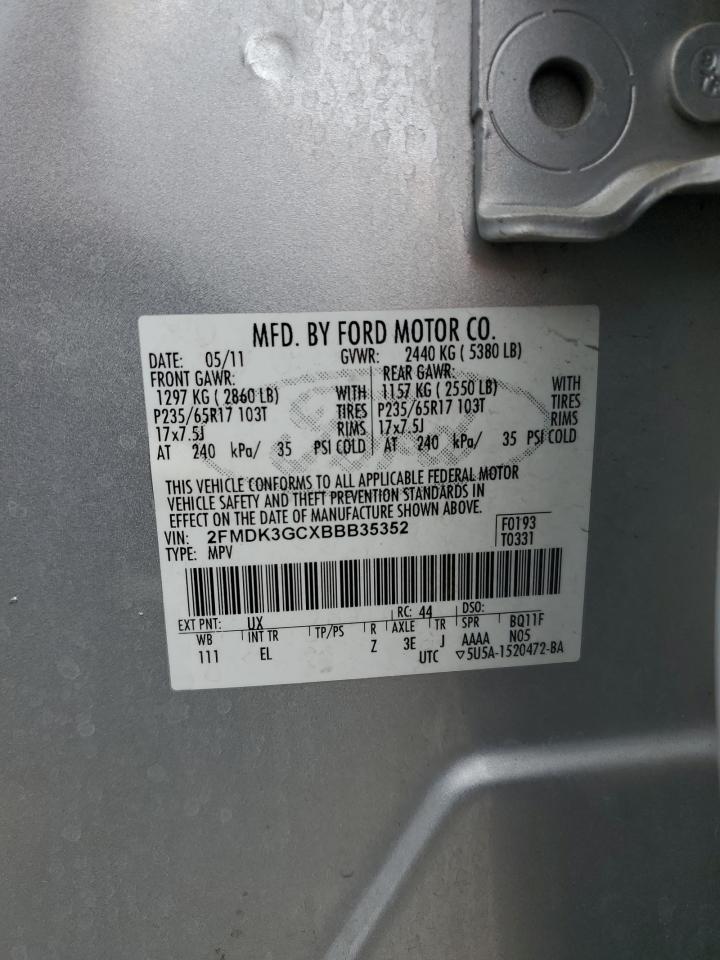 MFD. BY FORD MOTOR CO.
DATE: 05/11 GVWR: 2440 KG ( 5380 LB)
FRONT GAWR: REAR GAWR:
1297 KG ( 2860 LB) WITH 1157 KG ( 2550 LB) WITH
P235/65R17 103T TIRES P235/65R17 103T TIRES
17x7.5J RIMS 17x7.5J RIMS
AT 240 kPa/ 35 PSI COLD AT 240 kPa/ 35 PSI COLD
THIS VEHICLE CONFORMS TO ALL APPLICABLE FEDERAL MOTOR
VEHICLE SAFETY AND THEFT PREVENTION STANDARDS IN
EFFECT ON THE DATE OF MANUFACTURE SHOWN ABOVE.
VIN: 2FMDK3GCXBBB35352 F0193
TYPE: MPV T0331
EXT PNT: UX RC: 44 DSO:
WB INT TR TP/PS R AXLE TR SPR BQ11F
111 EL Z 3E J AAAA N05
UTC ▽5U5A-1520472-BA